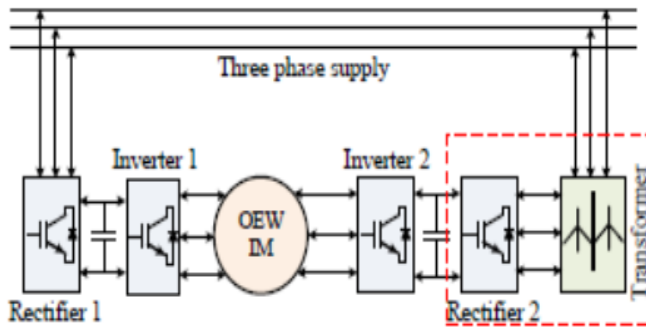 Three phase supply
Inverter 1
Inverter 2
OEW
IM
Transformer
Rectifier 1
Rectifier 2